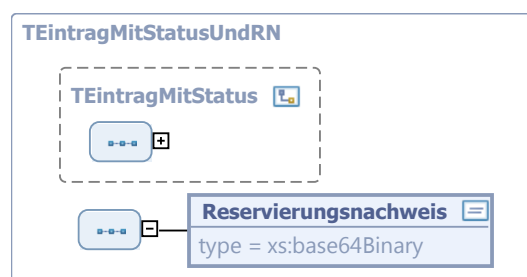 TEintragMitStatusUndRN
TEintragMitStatus
Reservierungsnachweis
type = xs:base64Binary